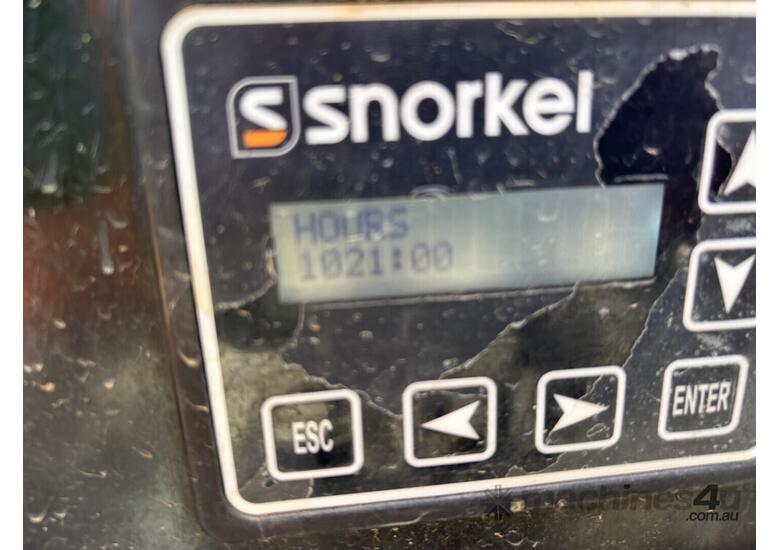 snorkel
HOURS
1021:00
ESC
ENTER
machines4u
.com.au